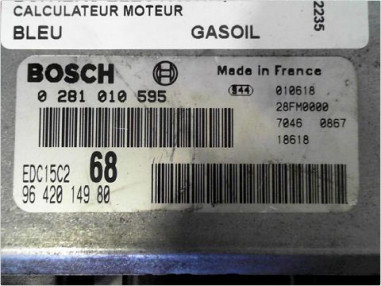 CALCULATEUR MOTEUR
BLEU GASOIL
2235
BOSCH Made in France
0 281 010 595 e44 010618
28FM0000
7046 0867
18618
EDC15C2 68
96 420 149 80